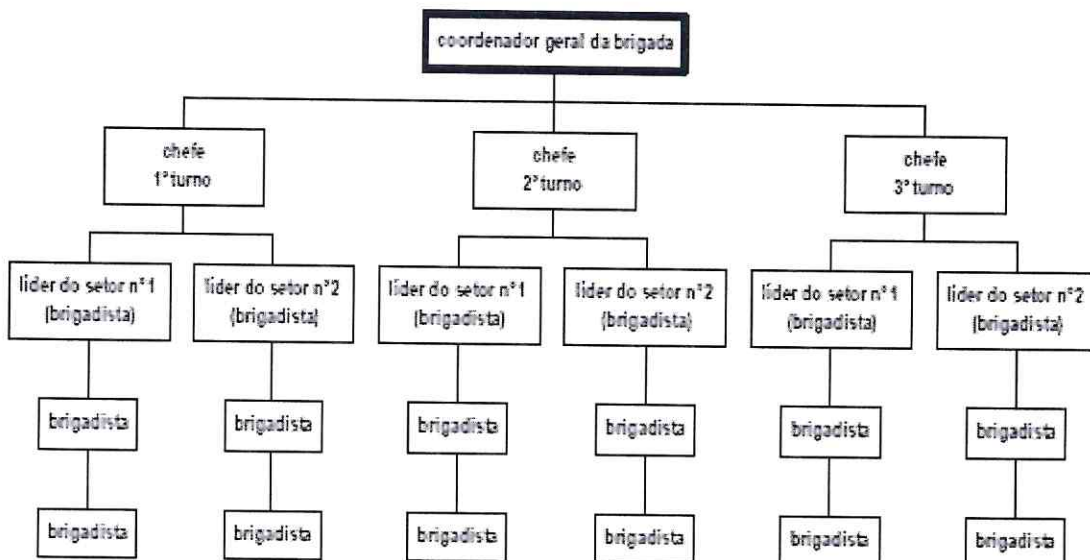 coordenador geral da brigada
chefe
1° turno
chefe
2° turno
chefe
3° turno
líder do setor n°1
(brigadista)
líder do setor n°2
(brigadista)
líder do setor n°1
(brigadista)
líder do setor n°2
(brigadista)
líder do setor n°1
(brigadista)
líder do setor n°2
(brigadista)
brigadista
brigadista
brigadista
brigadista
brigadista
brigadista
brigadista
brigadista
brigadista
brigadista
brigadista
brigadista